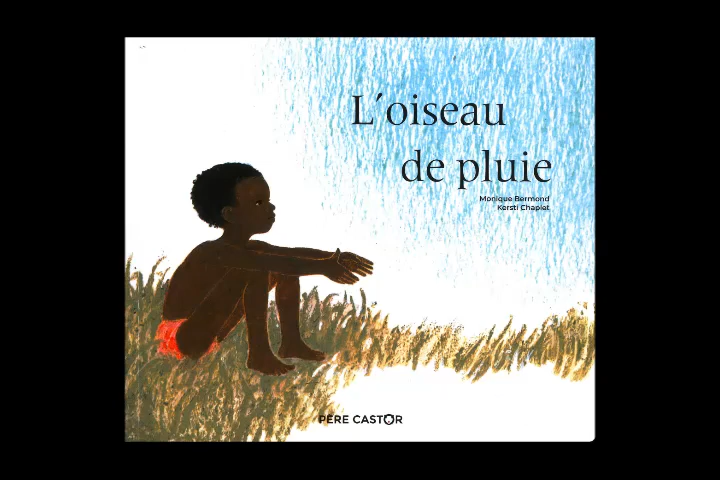 L'oiseau
de pluie
Monique Bermond
Kersti Chaplet
PÈRE CASTOR